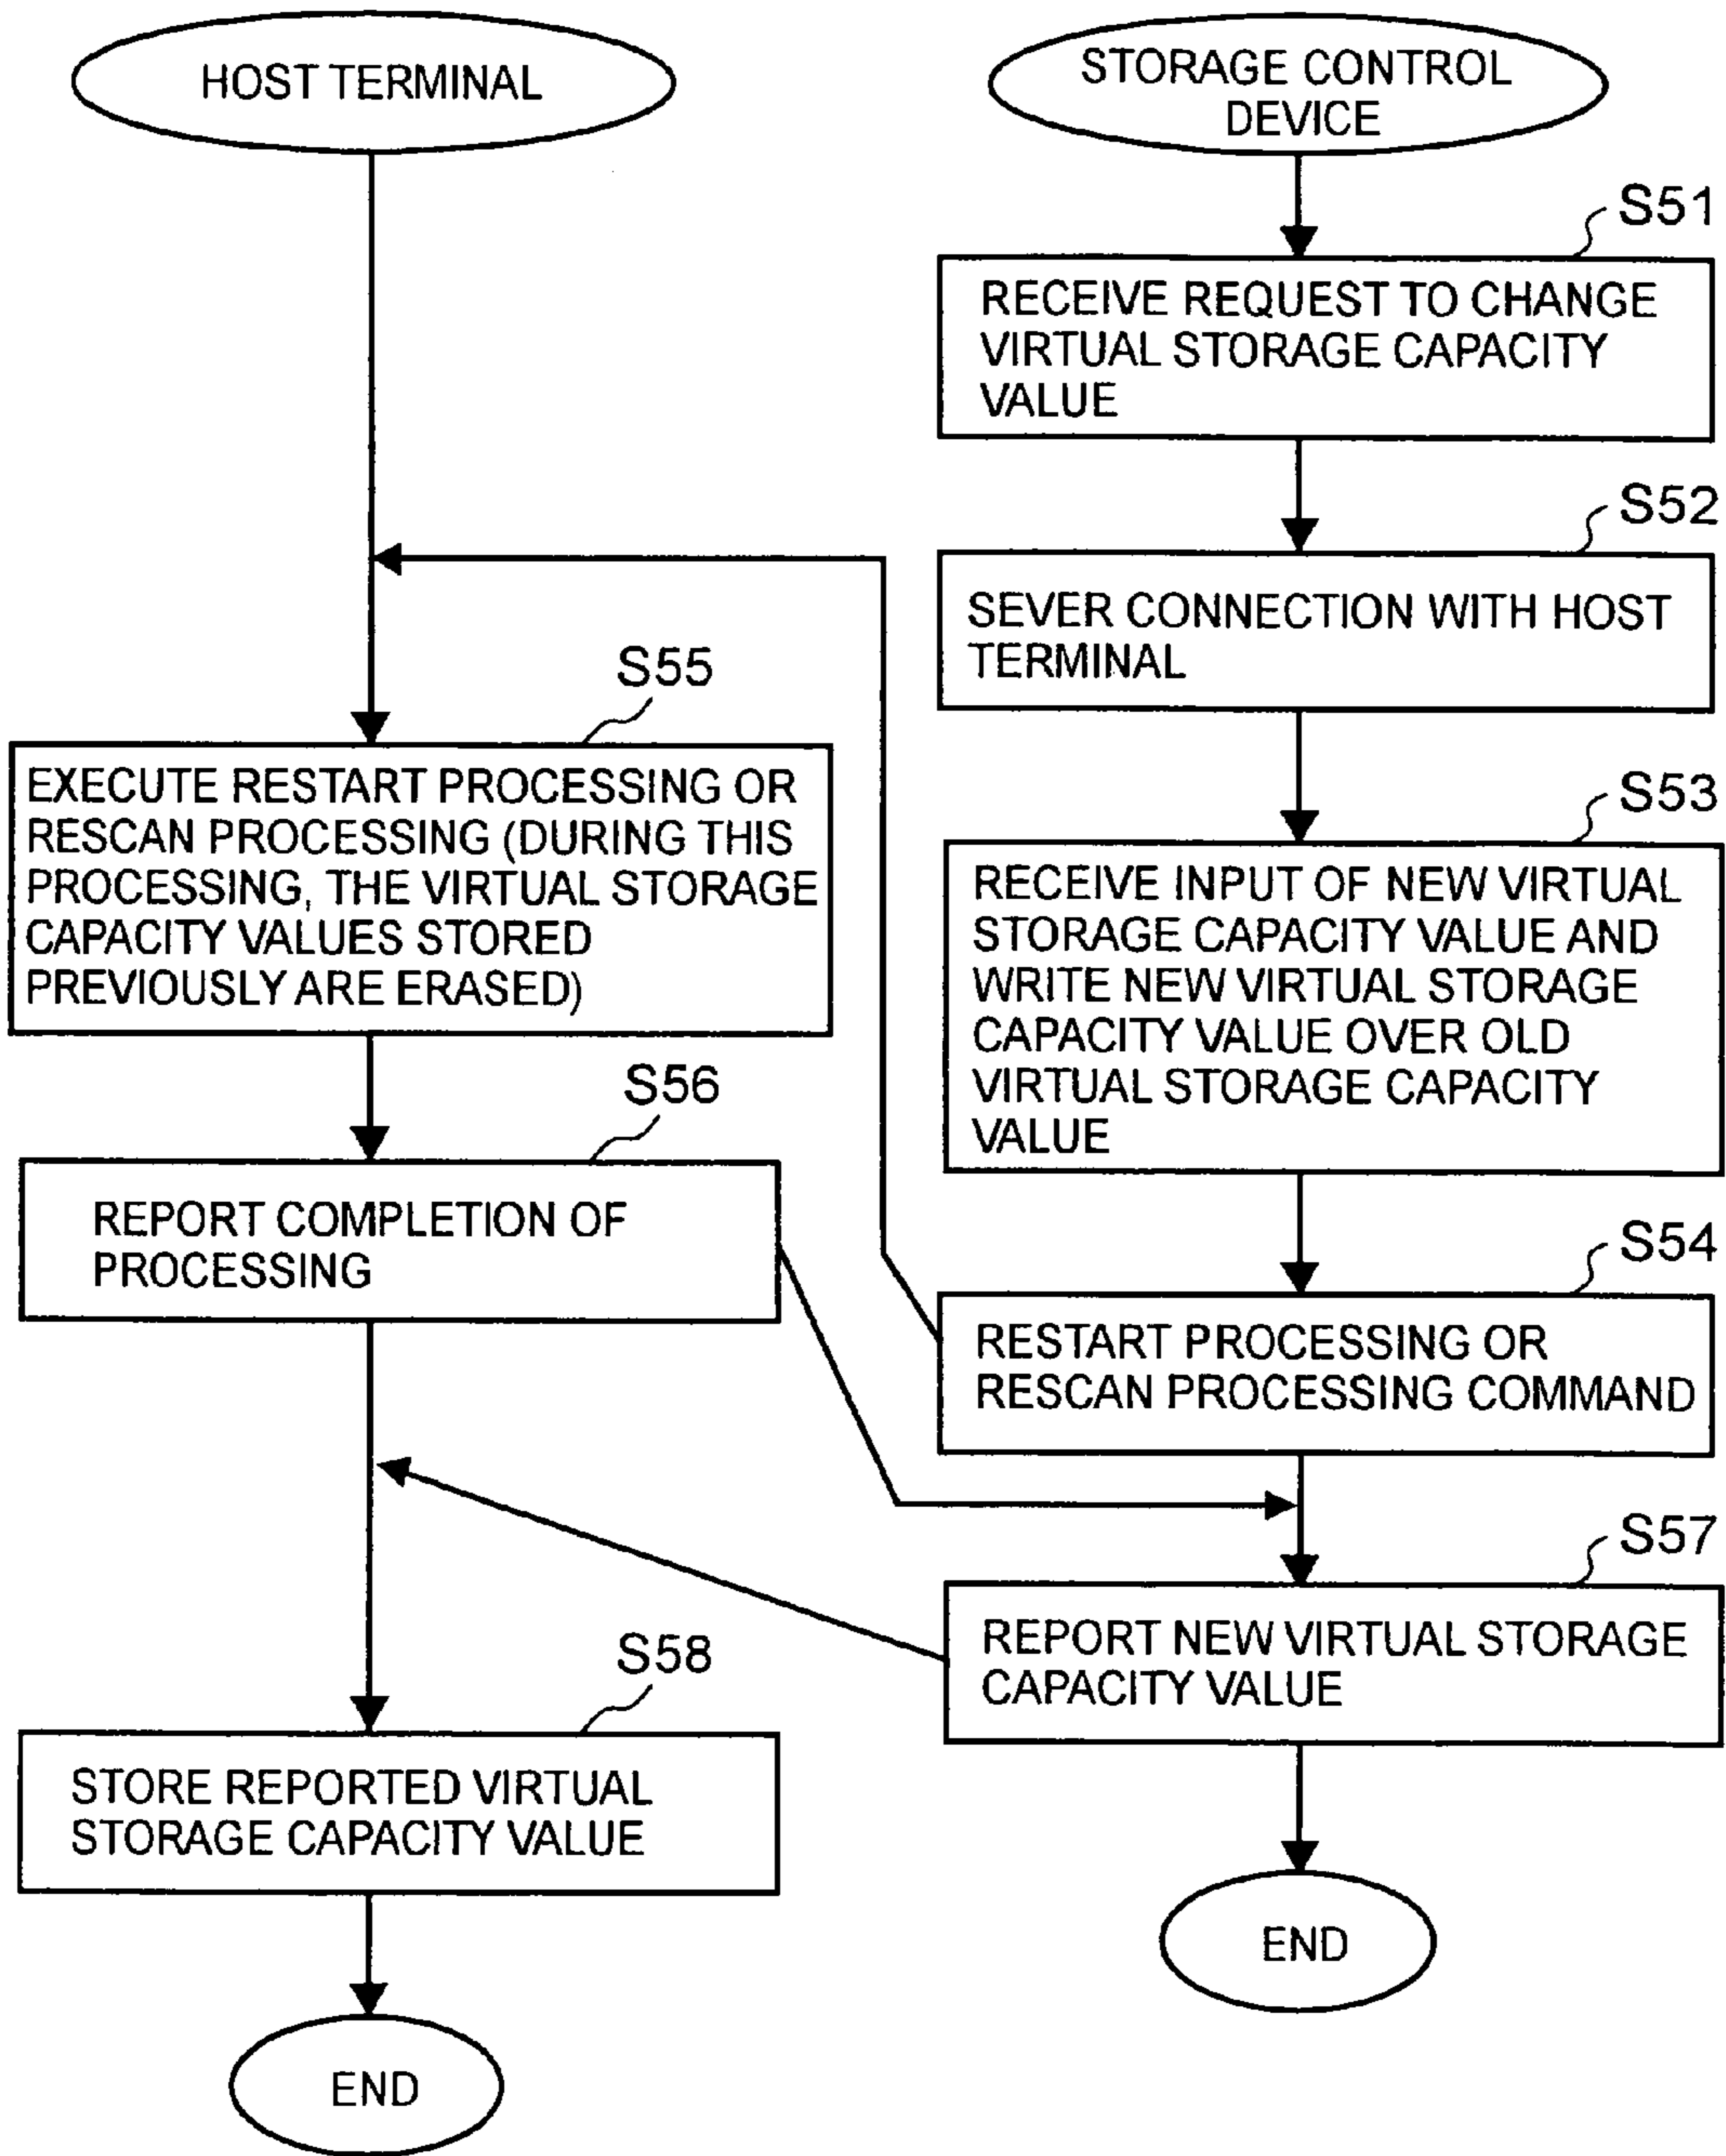 HOST TERMINAL
STORAGE CONTROL
DEVICE
S51
RECEIVE REQUEST TO CHANGE
VIRTUAL STORAGE CAPACITY
VALUE
S52
SEVER CONNECTION WITH HOST
TERMINAL
S53
RECEIVE INPUT OF NEW VIRTUAL
STORAGE CAPACITY VALUE AND
WRITE NEW VIRTUAL STORAGE
CAPACITY VALUE OVER OLD
VIRTUAL STORAGE CAPACITY
VALUE
S54
RESTART PROCESSING OR
RESCAN PROCESSING COMMAND
S55
EXECUTE RESTART PROCESSING OR
RESCAN PROCESSING (DURING THIS
PROCESSING, THE VIRTUAL STORAGE
CAPACITY VALUES STORED
PREVIOUSLY ARE ERASED)
S56
REPORT COMPLETION OF
PROCESSING
S57
REPORT NEW VIRTUAL STORAGE
CAPACITY VALUE
S58
STORE REPORTED VIRTUAL
STORAGE CAPACITY VALUE
END
END